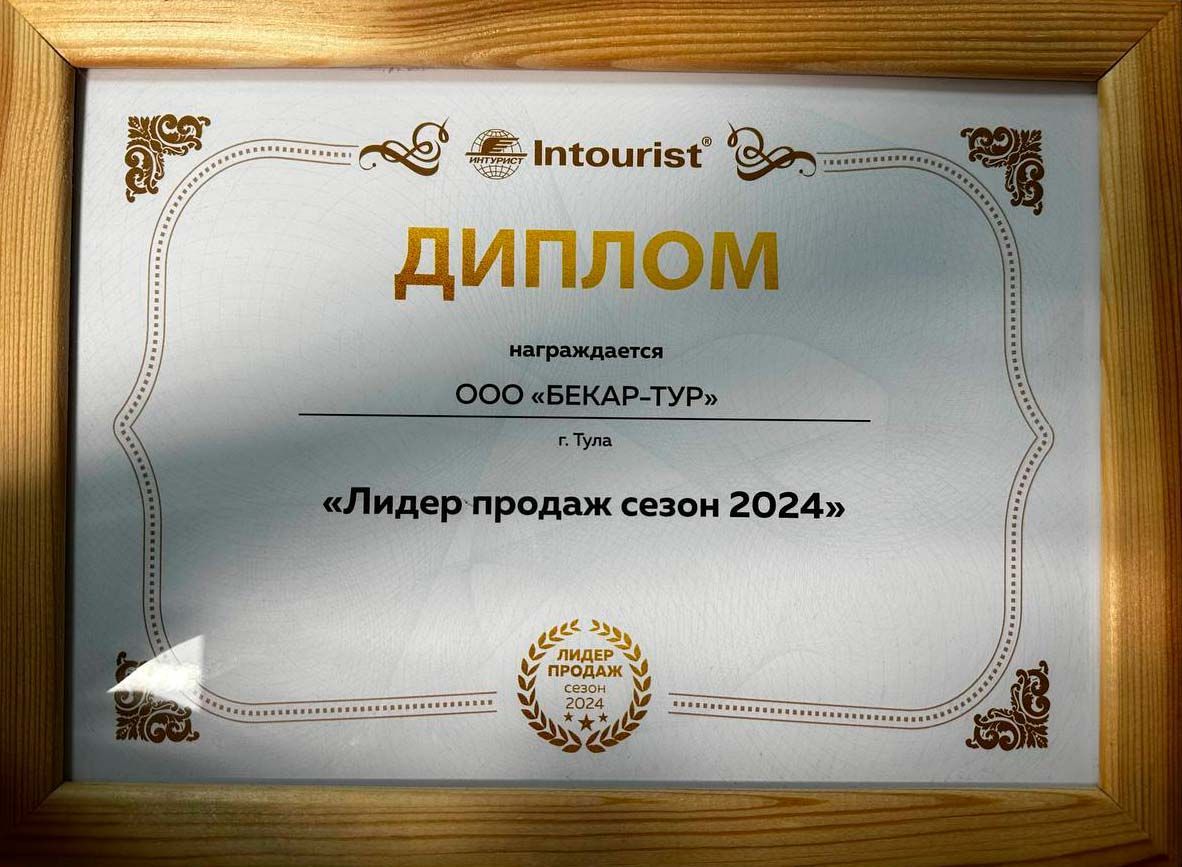 ИНТУРИСТ Intourist®
ДИПЛОМ
награждается
ООО «БЕКАР-ТУР»
г. Тула
«Лидер продаж сезон 2024»
ЛИДЕР
ПРОДАЖ
сезон
2024